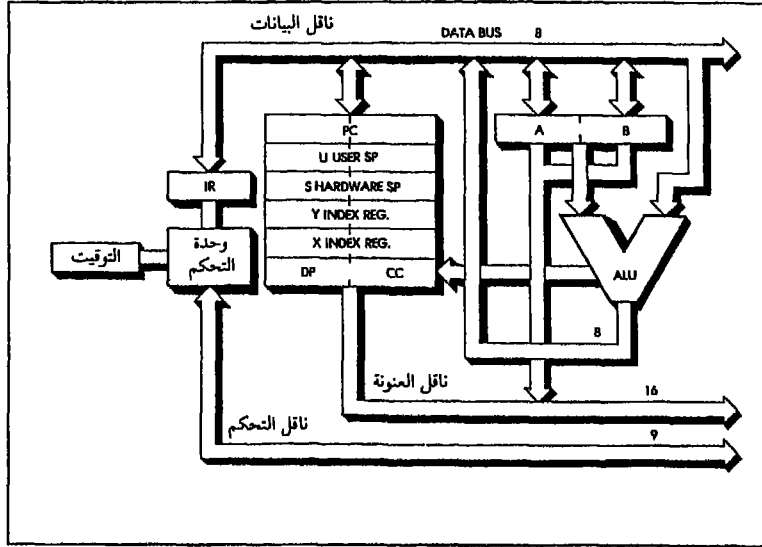 ناقل البيانات
DATA BUS 8
PC
A B
U USER SP
IR
S HARDWARE SP
Y INDEX REG.
وحدة
التحكم
التوقيت
X INDEX REG.
DP CC
ALU
8
ناقل العنونة
16
ناقل التحكم
9